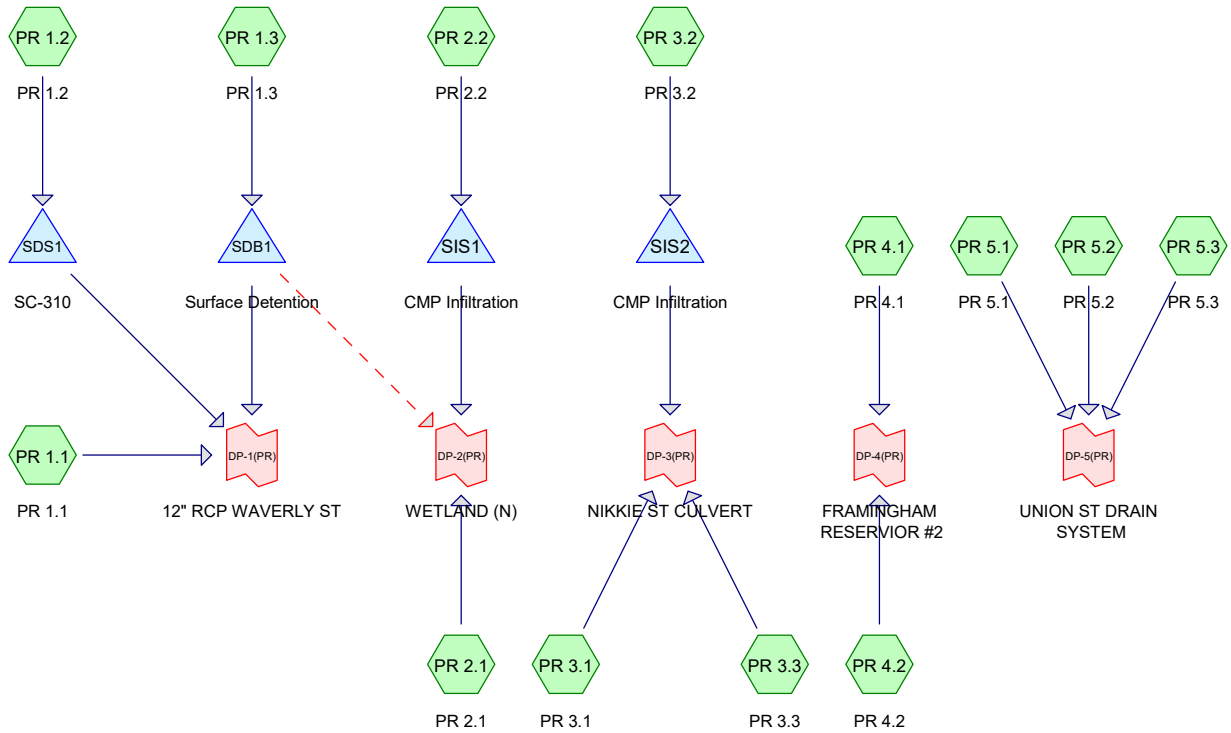 PR 1.2
PR 1.3
PR 2.2
PR 3.2
PR 1.2
PR 1.3
PR 2.2
PR 3.2
SDS1
SDB1
SIS1
SIS2
PR 4.1
PR 5.1
PR 5.2
PR 5.3
SC-310
Surface Detention
CMP Infiltration
CMP Infiltration
PR 4.1
PR 5.1
PR 5.2
PR 5.3
PR 1.1
DP-1(PR)
DP-2(PR)
DP-3(PR)
DP-4(PR)
DP-5(PR)
PR 1.1
12" RCP WAVERLY ST
WETLAND (N)
NIKKIE ST CULVERT
FRAMINGHAM
RESERVIOR #2
UNION ST DRAIN
SYSTEM
PR 2.1
PR 3.1
PR 3.3
PR 4.2
PR 2.1
PR 3.1
PR 3.3
PR 4.2